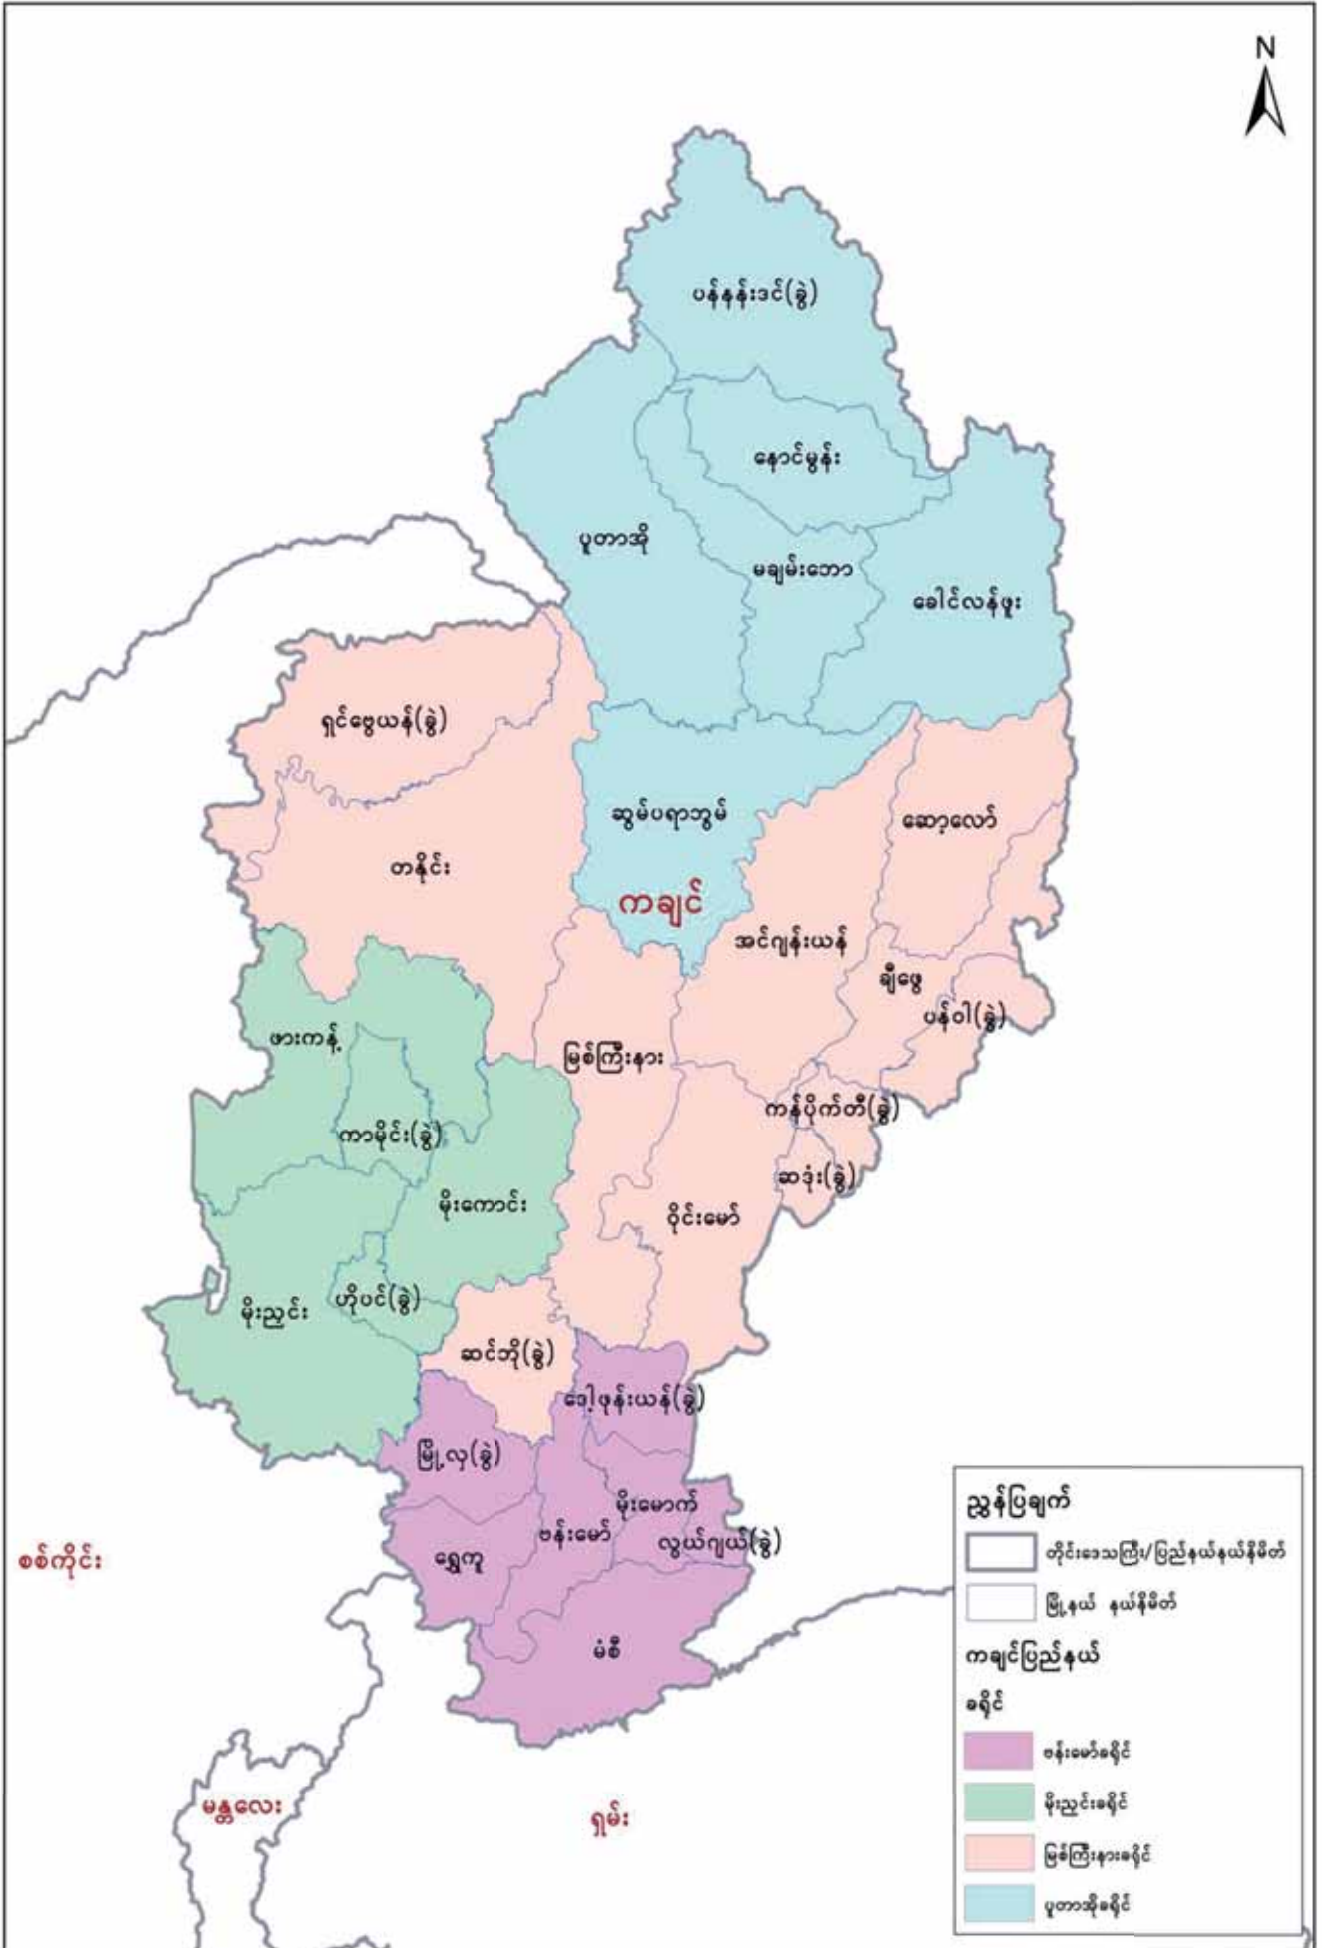 N
ပန်နန်းဒင်(ခွဲ)
နောင်မွန်း
ပူတာအို
မချမ်းဘော
ခေါင်လန်ဖူး
ရှင်ဗွေယန်(ခွဲ)
ဆွမ်ပရာဘွမ်
ဆော့လော်
တနိုင်း
ကချင်
အင်ဂျန်းယန်
ချီဖွေ
ပန်ဝါ(ခွဲ)
ဖားကန့်
မြစ်ကြီးနား
ကန်ပိုက်တီ(ခွဲ)
ကာမိုင်း(ခွဲ)
ဆဒုံး(ခွဲ)
မိုးကောင်း
ဝိုင်းမော်
ဟိုပင်(ခွဲ)
မိုးညှင်း
ဆင်ဘို(ခွဲ)
ဒေါ့ဖုန်းယန်(ခွဲ)
မြို့လှ(ခွဲ)
မိုးမောက်
ဗန်းမော်
လွယ်ဂျယ်(ခွဲ)
ရွှေကူ
စစ်ကိုင်း
မံစီ
မန္တလေး
ရှမ်း
ညွှန်ပြချက်
တိုင်းဒေသကြီး/ပြည်နယ်နယ်နိမိတ်
မြို့နယ် နယ်နိမိတ်
ကချင်ပြည်နယ်
ခရိုင်
ဗန်းမော်ခရိုင်
မိုးညှင်းခရိုင်
မြစ်ကြီးနားခရိုင်
ပူတာအိုခရိုင်